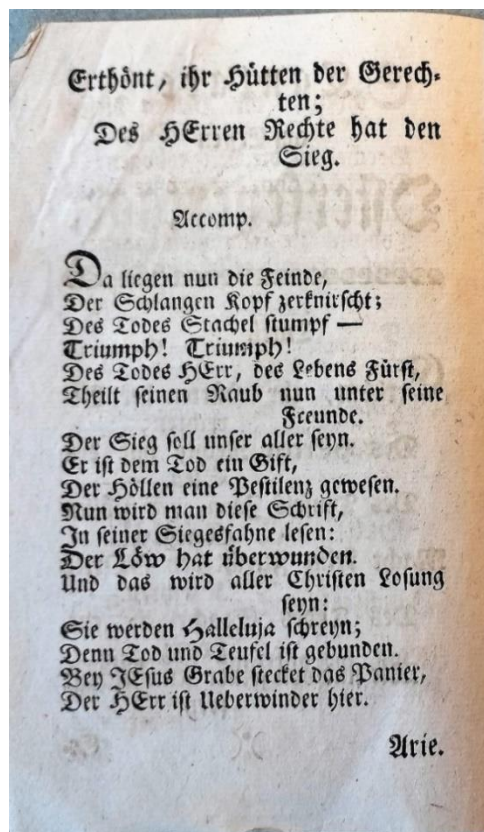 Erthönt, ihr Hütten der Gerech-
ten;
Des HErren Rechte hat den
Sieg.
Accomp.
Da liegen nun die Feinde,
Der Schlangen Kopf zerknirscht;
Des Todes Stachel stumpf —
Triumph! Triumph!
Des Todes HErr, des Lebens Fürst,
Theilt seinen Raub nun unter seine
Freunde.
Der Sieg soll unser aller seyn.
Er ist dem Tod ein Gift,
Der Höllen eine Pestilenz gewesen.
Nun wird man diese Schrift,
In seiner Siegesfahne lesen:
Der Löw hat überwunden.
Und das wird aller Christen Losung
seyn:
Sie werden Halleluja schreyn;
Denn Tod und Teufel ist gebunden.
Bey JEsus Grabe stecket das Panier,
Der HErr ist Ueberwinder hier.
Arie.